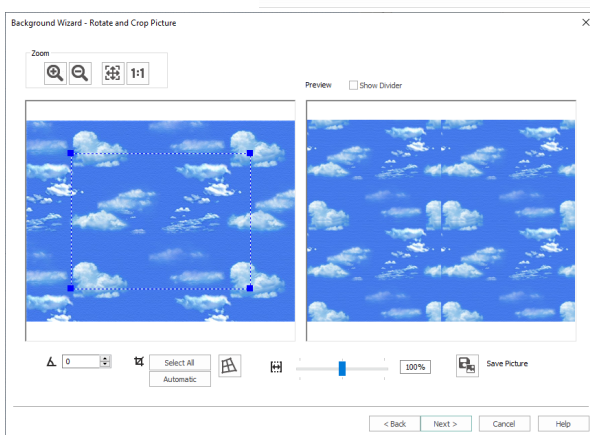 Background Wizard - Rotate and Crop Picture
Zoom
1:1
Preview
Show Divider
0
Select All
Automatic
100%
Save Picture
< Back
Next >
Cancel
Help